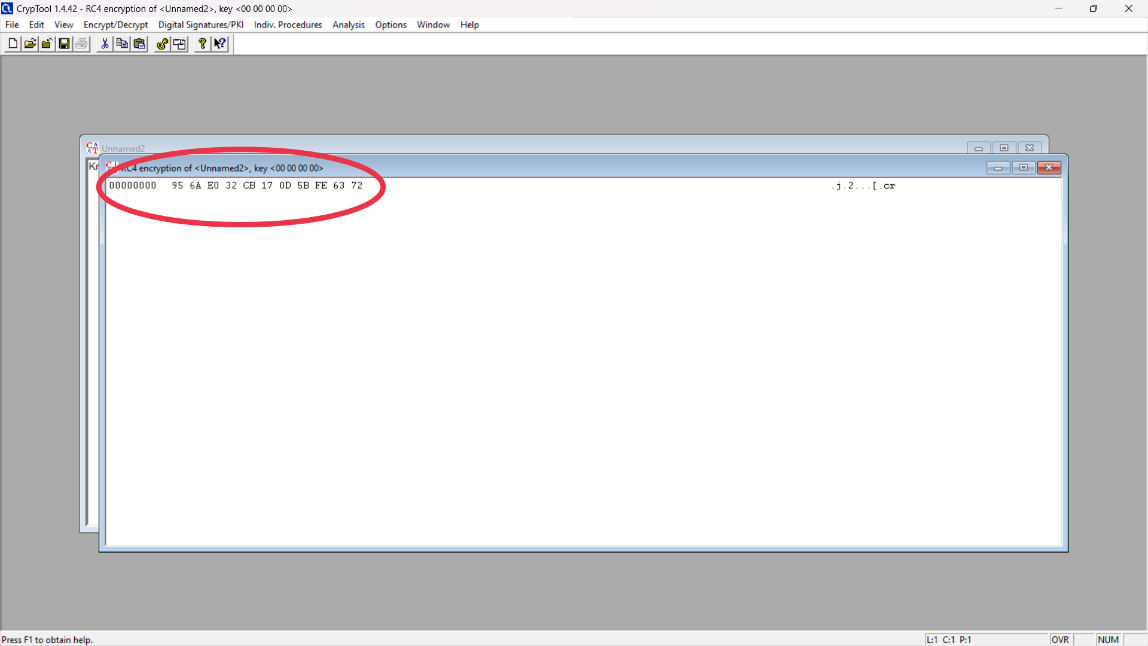 CrypTool 1.4.42 - RC4 encryption of <Unnamed2>, key <00 00 00 00>
File Edit View Encrypt/Decrypt Digital Signatures/PKI Indiv. Procedures Analysis Options Window Help
Unnamed2
Kr
RC4 encryption of <Unnamed2>, key <00 00 00 00>
00000000 95 6A E0 32 CB 17 0D 5B FE 63 72 .j.2...[.cr
Press F1 to obtain help. L:1 C:1 P:1 OVR NUM